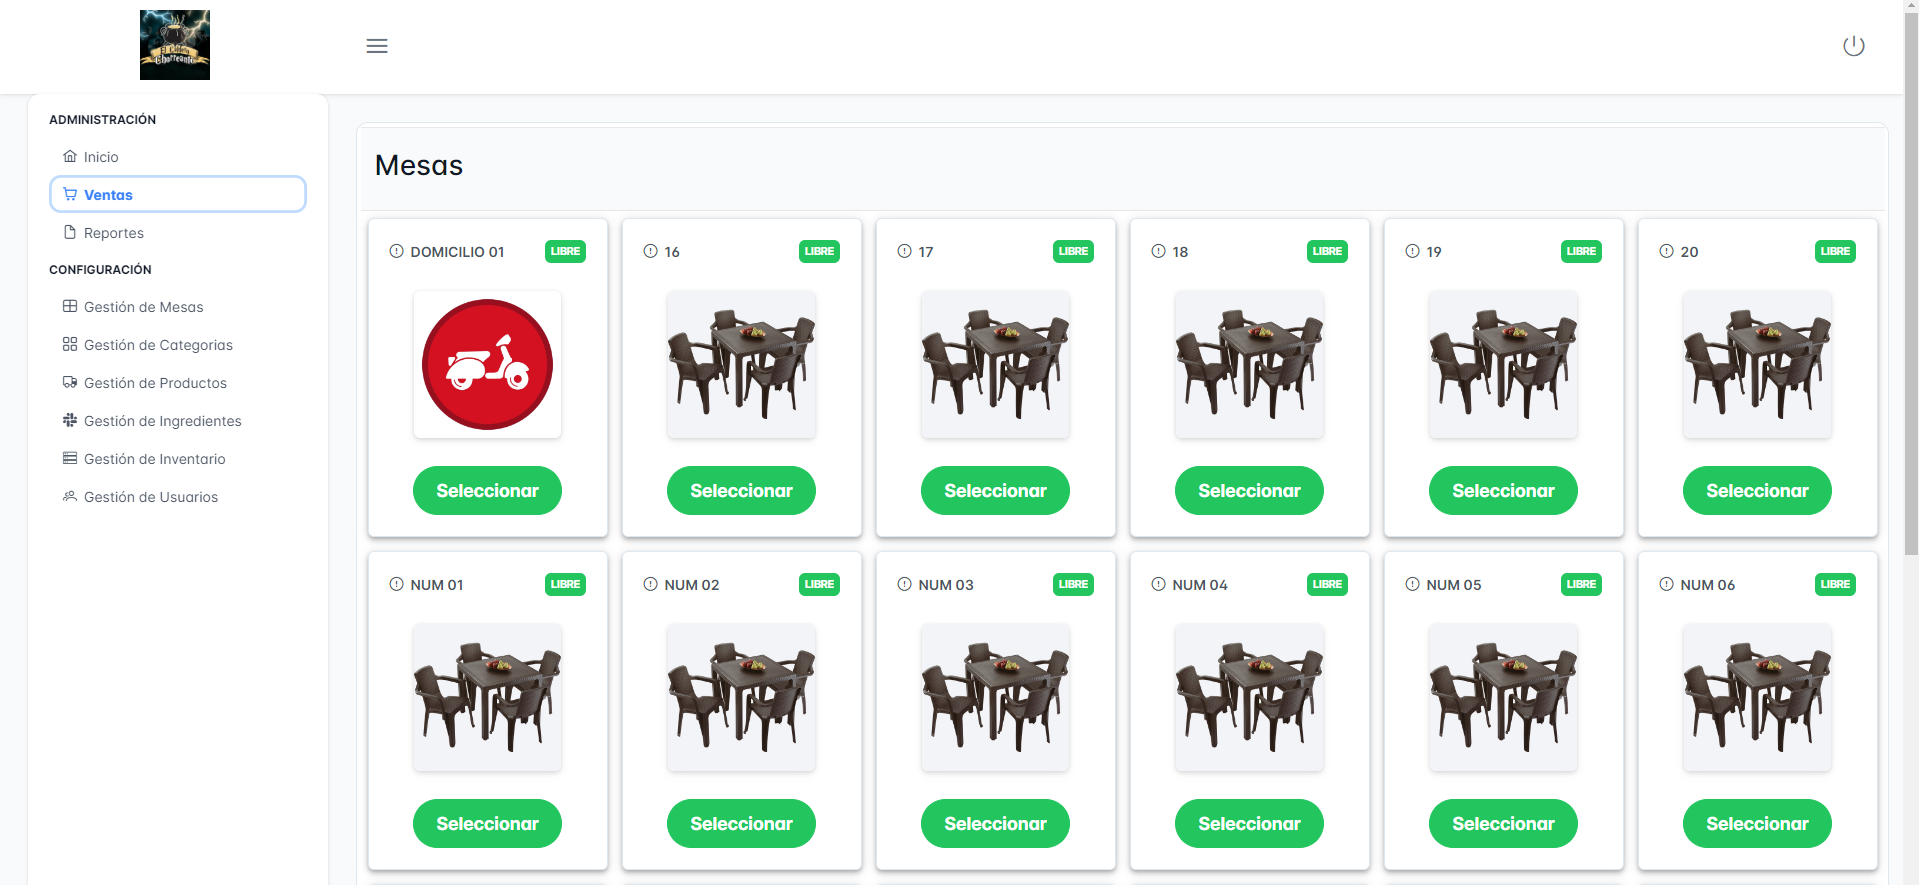 El Caldero
Chorreante
ADMINISTRACIÓN
Inicio
Ventas
Reportes
CONFIGURACIÓN
Gestión de Mesas
Gestión de Categorias
Gestión de Productos
Gestión de Ingredientes
Gestión de Inventario
Gestión de Usuarios
Mesas
DOMICILIO 01 LIBRE
Seleccionar
16 LIBRE
Seleccionar
17 LIBRE
Seleccionar
18 LIBRE
Seleccionar
19 LIBRE
Seleccionar
20 LIBRE
Seleccionar
NUM 01 LIBRE
Seleccionar
NUM 02 LIBRE
Seleccionar
NUM 03 LIBRE
Seleccionar
NUM 04 LIBRE
Seleccionar
NUM 05 LIBRE
Seleccionar
NUM 06 LIBRE
Seleccionar